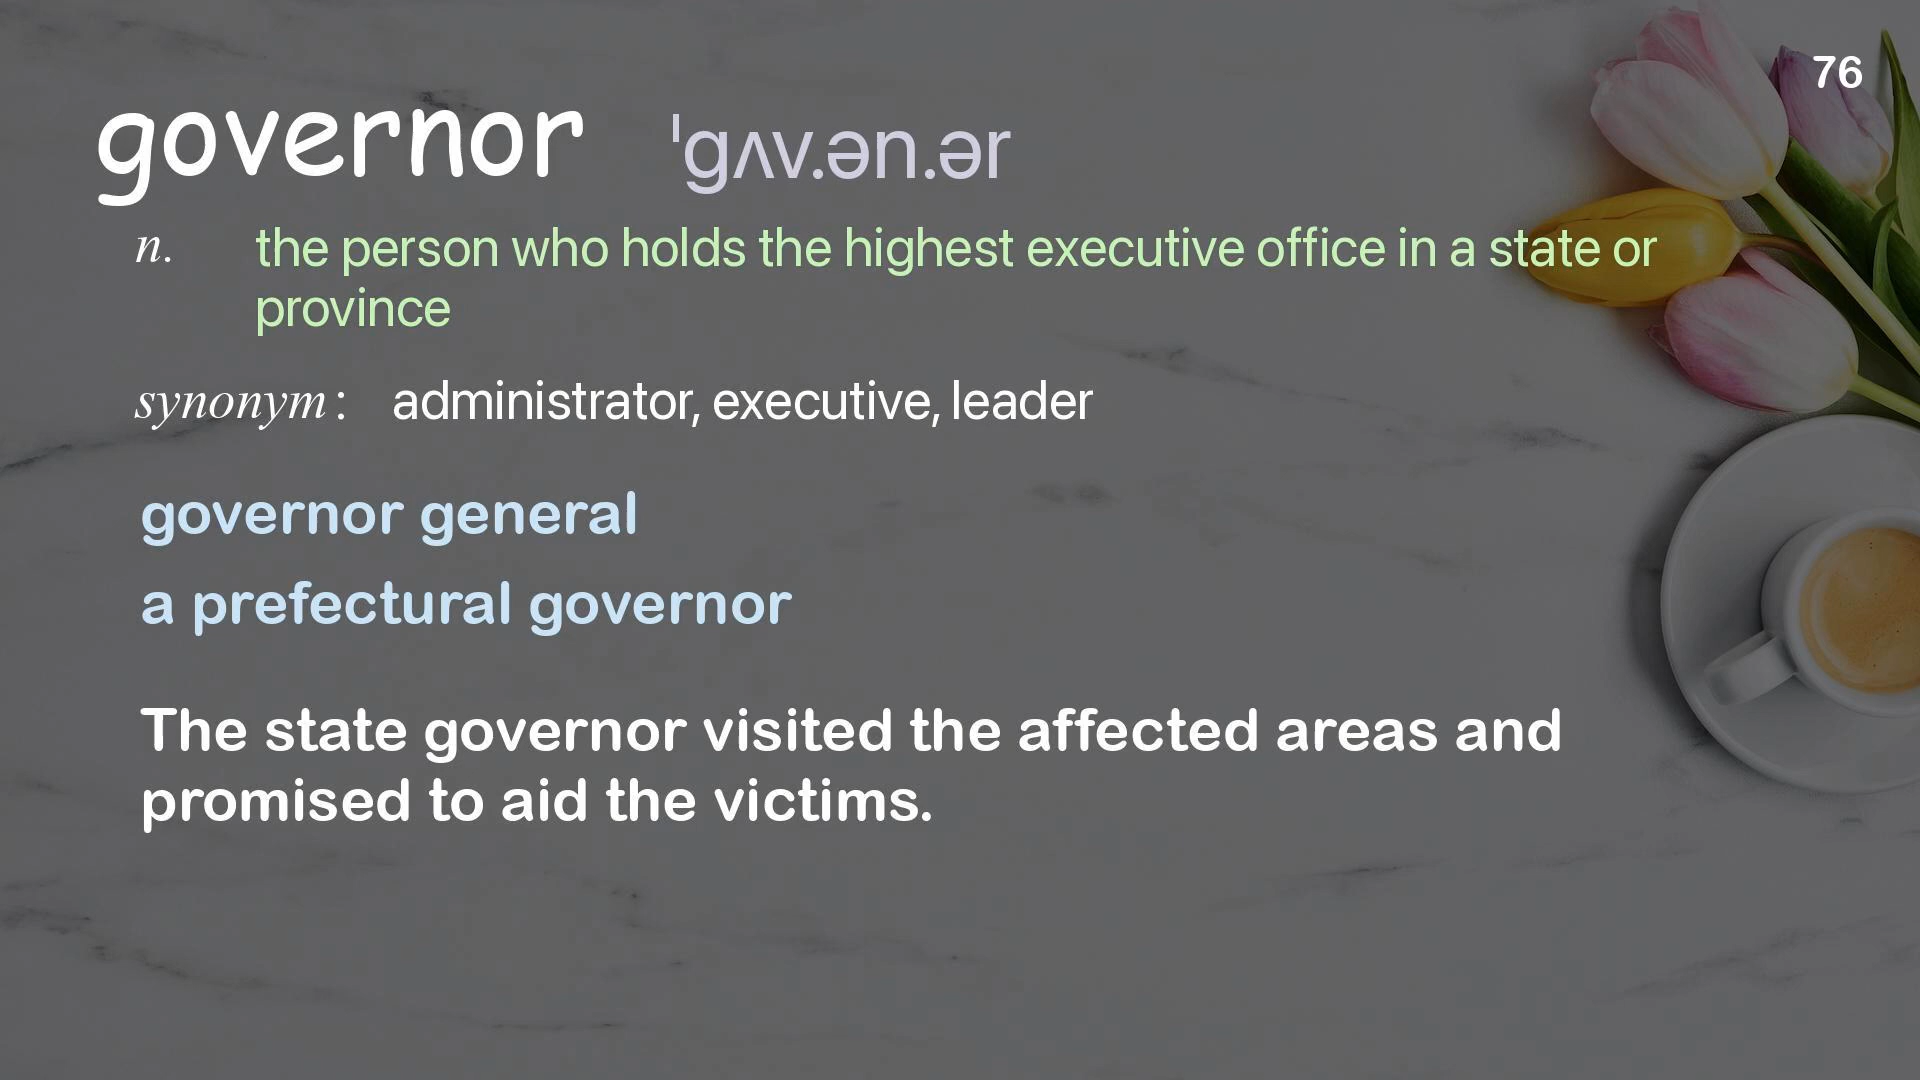 76
governor ˈɡʌv.ən.ər
n. the person who holds the highest executive office in a state or
province
synonym: administrator, executive, leader
governor general
a prefectural governor
The state governor visited the affected areas and
promised to aid the victims.